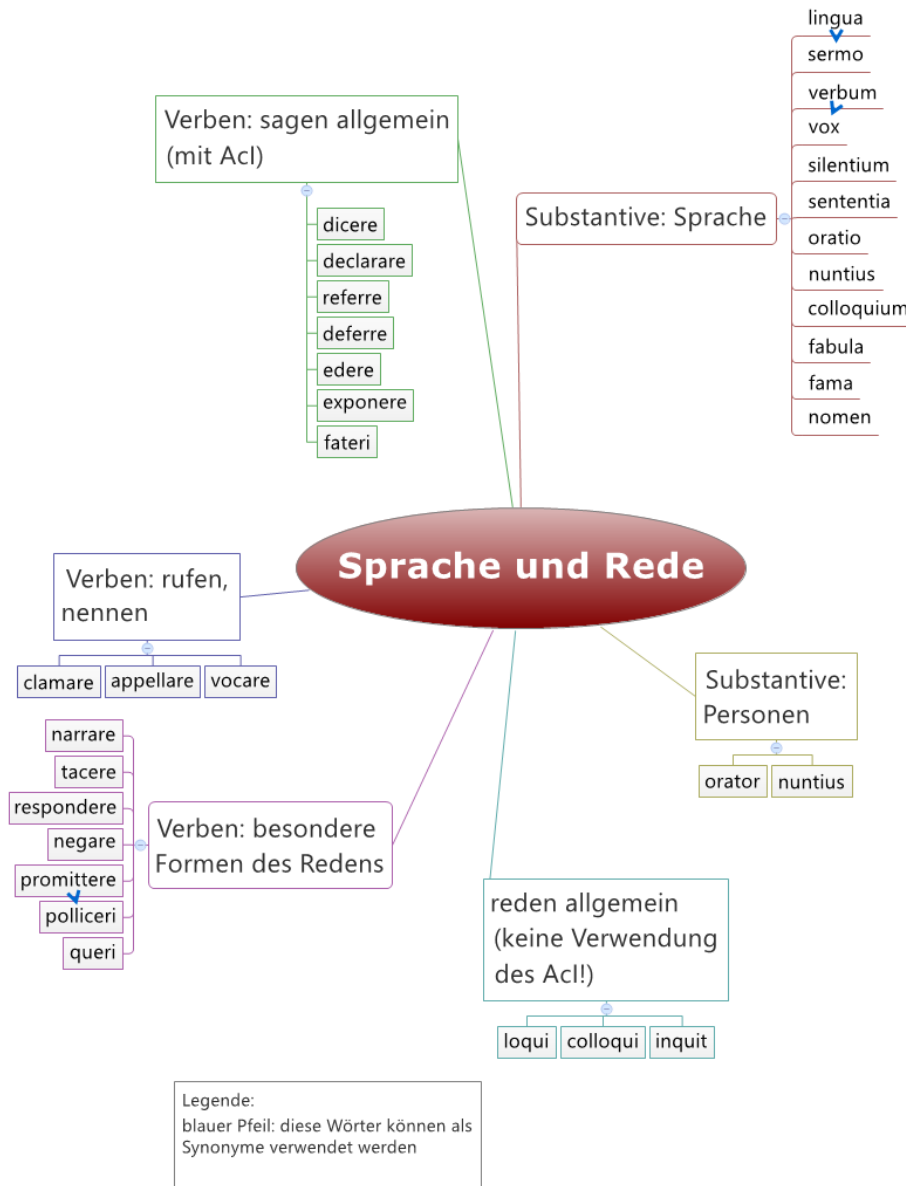 lingua
sermo
verbum
vox
silentium
sententia
oratio
nuntius
colloquium
fabula
fama
nomen
Substantive: Sprache
Verben: sagen allgemein
(mit AcI)
dicere
declarare
referre
deferre
edere
exponere
fateri
Sprache und Rede
Verben: rufen,
nennen
clamare appellare vocare
Substantive:
Personen
orator nuntius
narrare
tacere
respondere
negare
promittere
polliceri
queri
Verben: besondere
Formen des Redens
reden allgemein
(keine Verwendung
des AcI!)
loqui colloqui inquit
Legende:
blauer Pfeil: diese Wörter können als
Synonyme verwendet werden